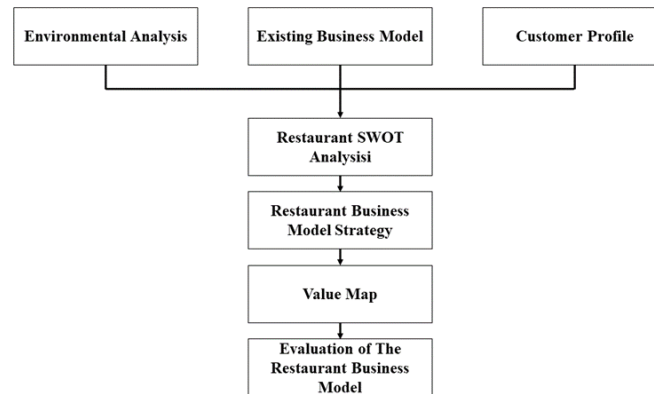 Environmental Analysis
Existing Business Model
Customer Profile
Restaurant SWOT
Analysisi
Restaurant Business
Model Strategy
Value Map
Evaluation of The
Restaurant Business
Model